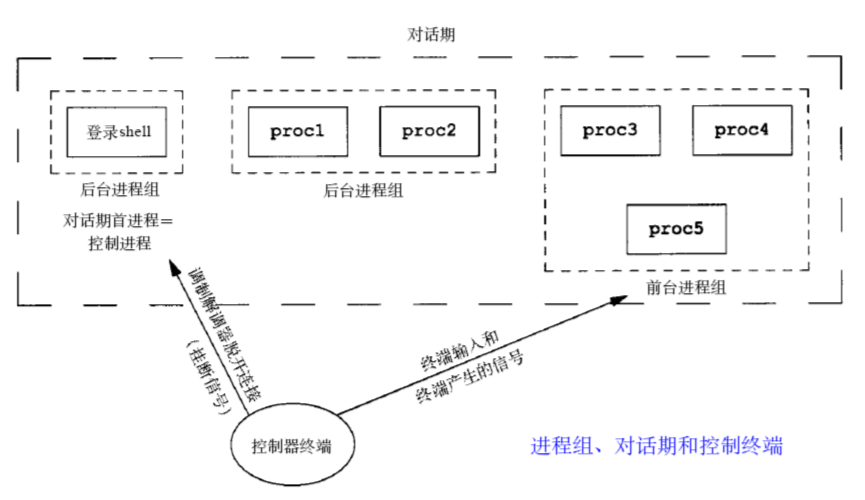 对话期
登录shell
proc1
proc2
proc3
proc4
proc5
后台进程组
后台进程组
前台进程组
对话期首进程=
控制进程
调制解调器脱开连接
(挂断信号)
终端输入和
终端产生的信号
控制器终端
进程组、对话期和控制终端